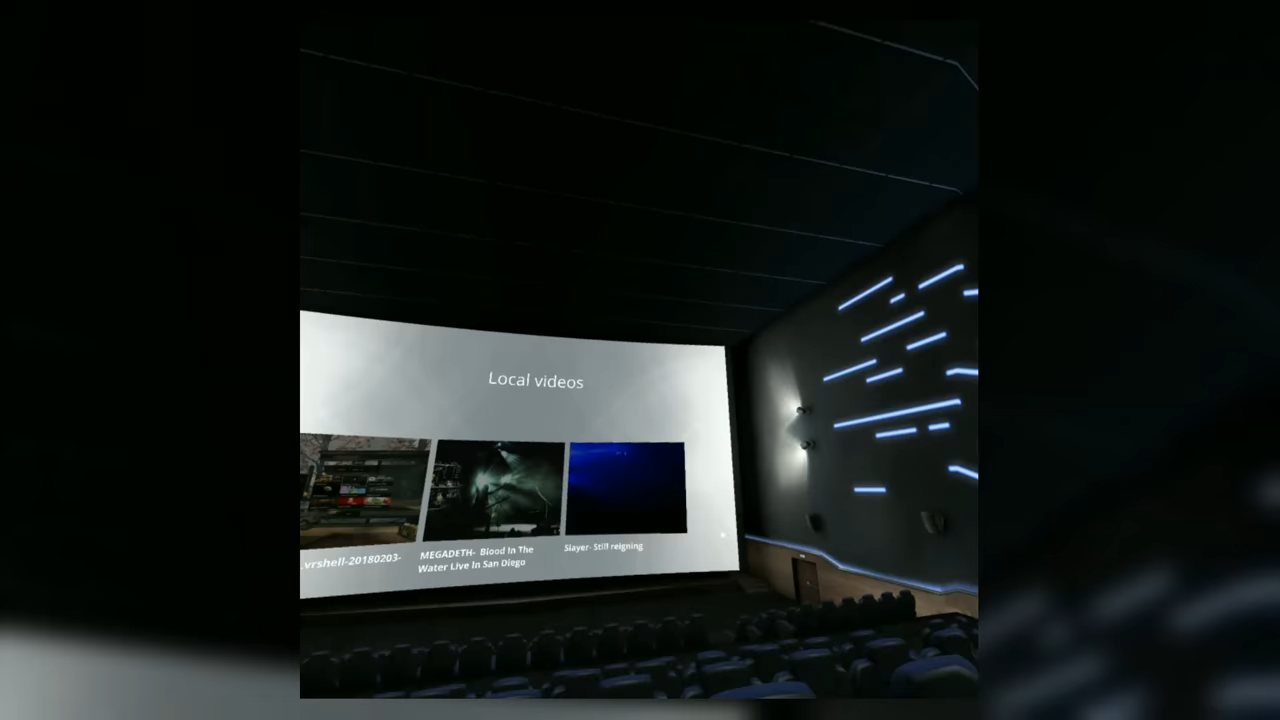 Local videos
.vrshell-20180203-
MEGADETH- Blood In The
Water Live In San Diego
Slayer- Still reigning